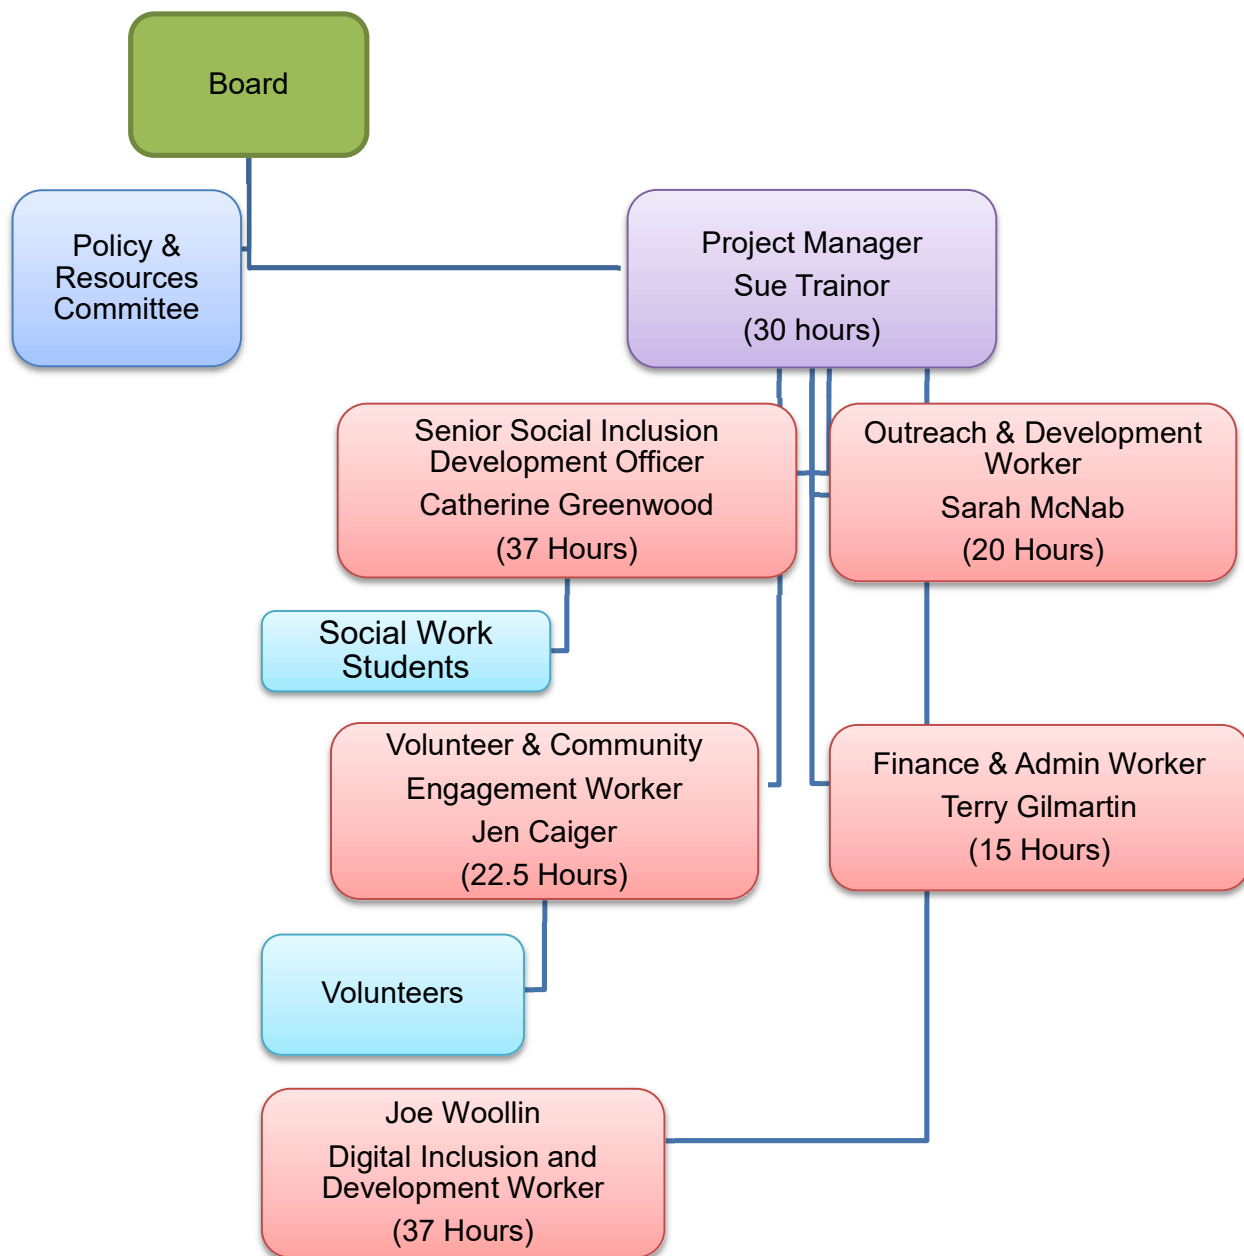 Board
Policy &
Resources
Committee
Project Manager
Sue Trainor
(30 hours)
Senior Social Inclusion
Development Officer
Catherine Greenwood
(37 Hours)
Outreach & Development
Worker
Sarah McNab
(20 Hours)
Social Work
Students
Volunteer & Community
Engagement Worker
Jen Caiger
(22.5 Hours)
Finance & Admin Worker
Terry Gilmartin
(15 Hours)
Volunteers
Joe Woollin
Digital Inclusion and
Development Worker
(37 Hours)